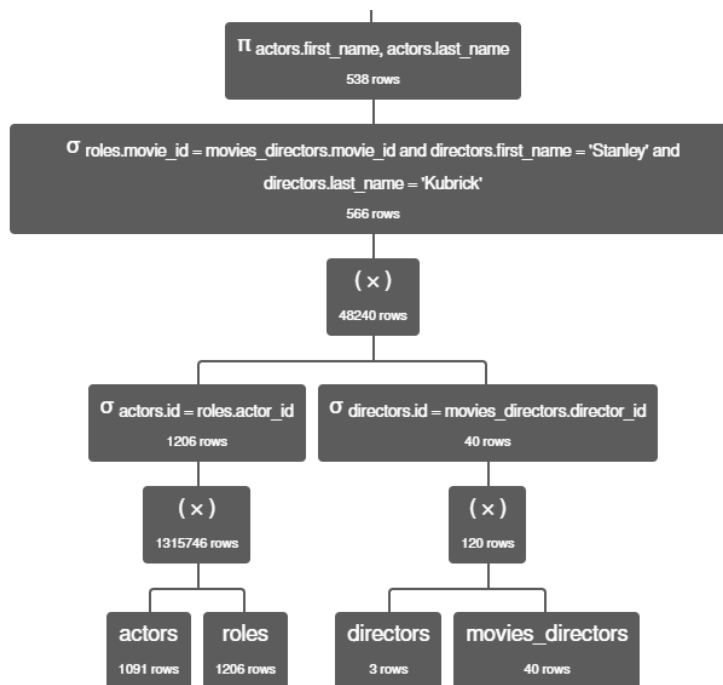 π actors.first_name, actors.last_name
538 rows
σ roles.movie_id = movies_directors.movie_id and directors.first_name = 'Stanley' and
directors.last_name = 'Kubrick'
566 rows
( × )
48240 rows
σ actors.id = roles.actor_id
1206 rows
σ directors.id = movies_directors.director_id
40 rows
( × )
1315746 rows
( × )
120 rows
actors
1091 rows
roles
1206 rows
directors
3 rows
movies_directors
40 rows